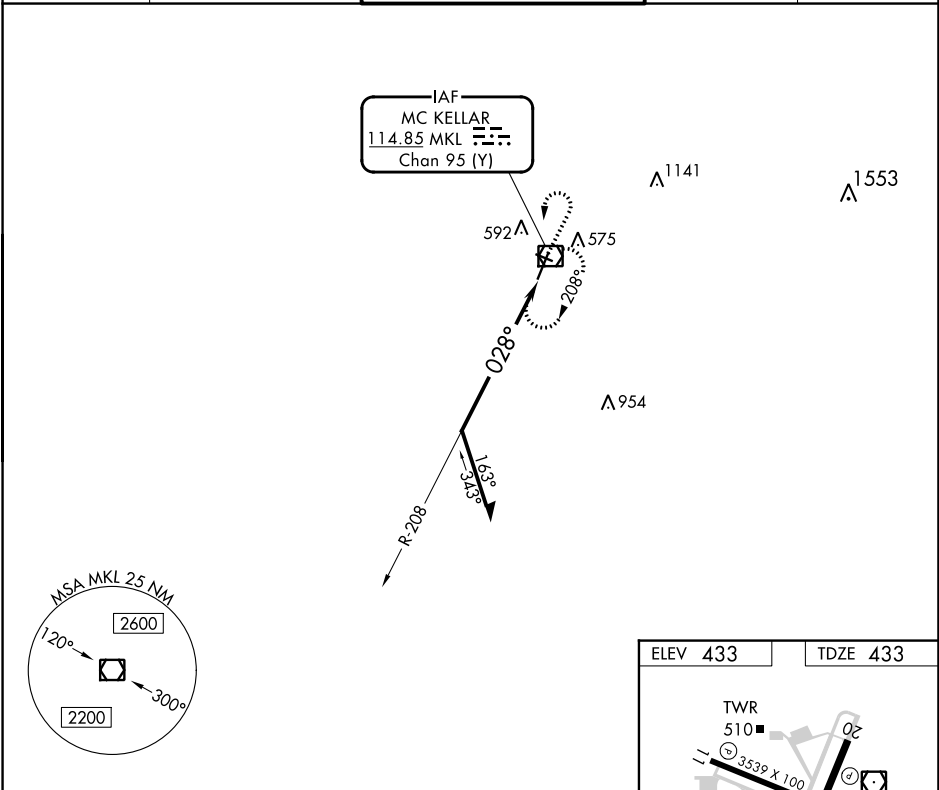 IAF
MC KELLAR
114.85 MKL
Chan 95 (Y)
1141
1553
592
575
208°
028°
954
163°
343°
R-208
MSA MKL 25 NM
2600
120°
300°
2200
ELEV 433
TDZE 433
TWR
510
20
11
P
3539 X 100
P